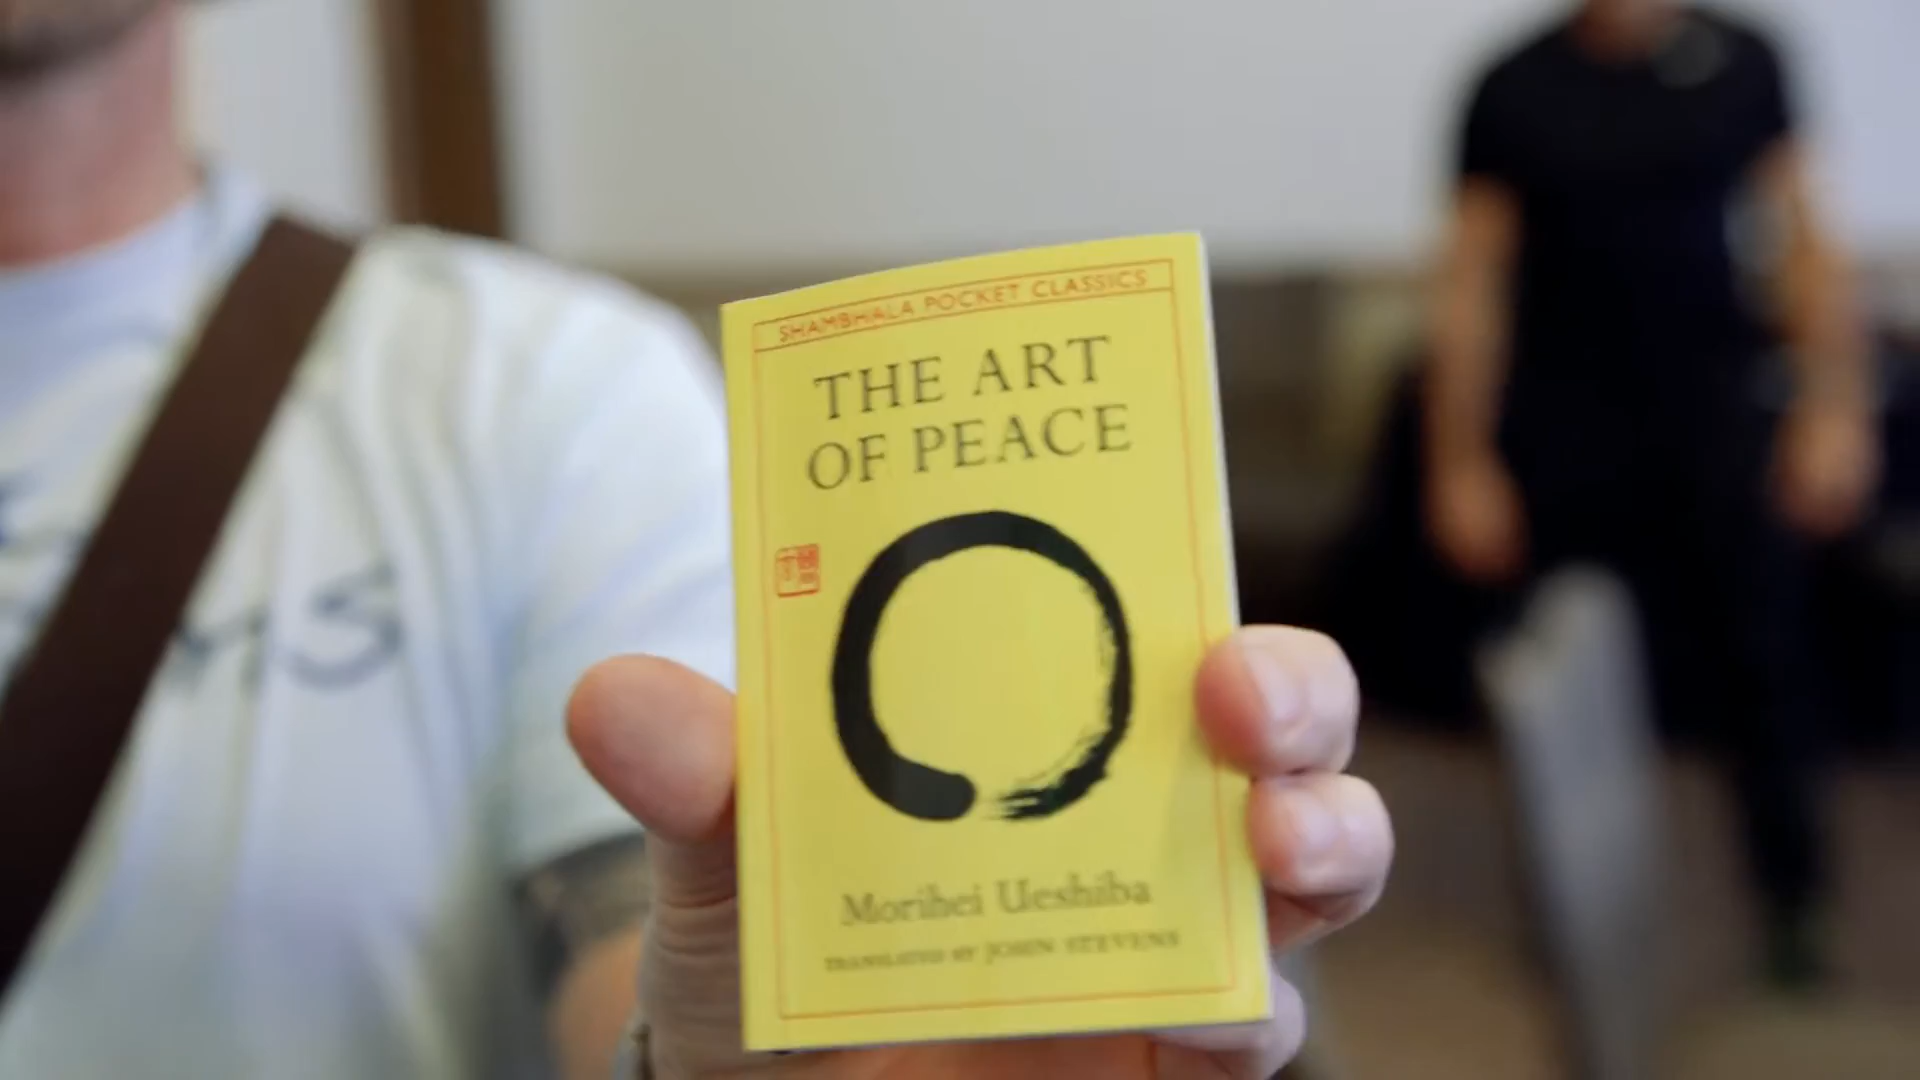 SHAMBHALA POCKET CLASSICS
THE ART
OF PEACE
Morihei Ueshiba
TRANSLATED BY JOHN STEVENS